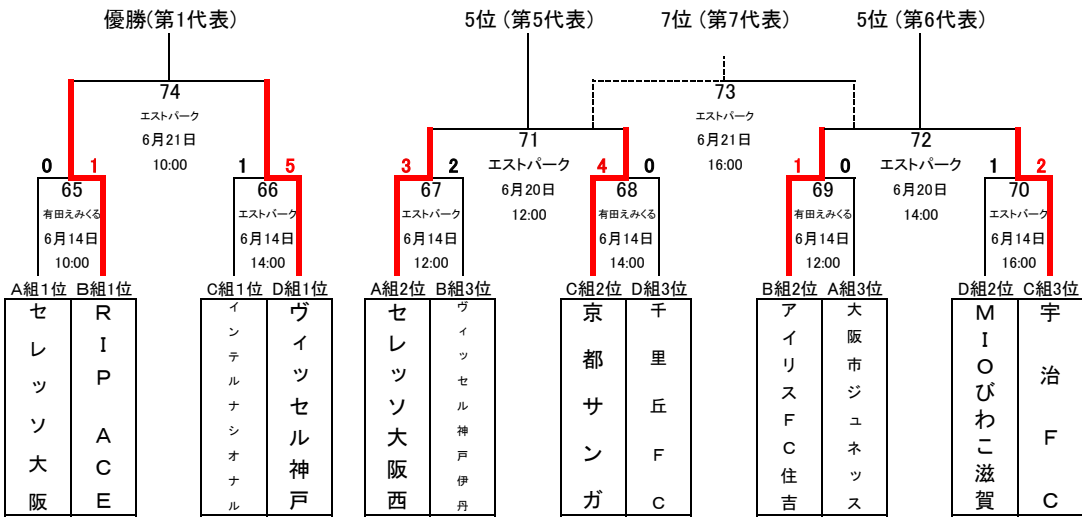 優勝(第1代表)
5位 (第5代表)
7位 (第7代表)
5位 (第6代表)
74
エストパーク
6月21日
10:00
73
エストパーク
6月21日
16:00
71
エストパーク
6月20日
12:00
72
エストパーク
6月20日
14:00
0 1
65
有田えみくる
6月14日
10:00
1 5
66
エストパーク
6月14日
14:00
3 2
67
エストパーク
6月14日
12:00
4 0
68
エストパーク
6月14日
14:00
1 0
69
有田えみくる
6月14日
12:00
1 2
70
エストパーク
6月14日
16:00
A組1位 B組1位
C組1位 D組1位
A組2位 B組3位
C組2位 D組3位
B組2位 A組3位
D組2位 C組3位
セレッソ大阪
RIP ACE
インテルナシオナル
ヴィッセル神戸
セレッソ大阪西
ヴィッセル神戸伊丹
京都サンガ
千里丘FC
アイリスFC住吉
大阪市ジュネッス
MIOびわこ滋賀
宇治FC